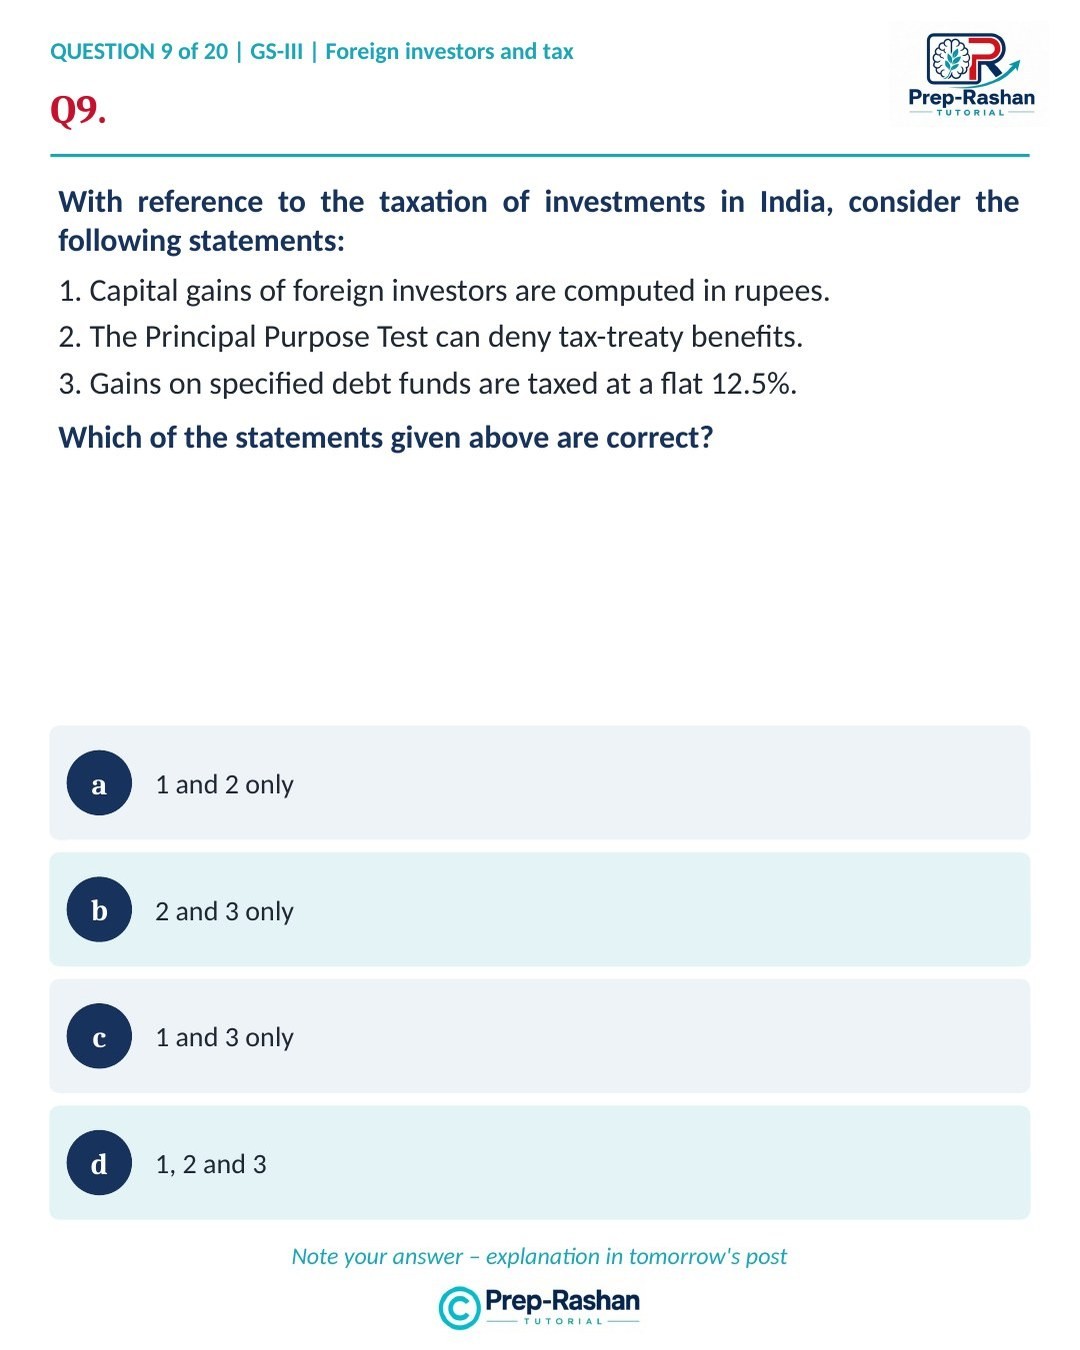 QUESTION 9 of 20 | GS-III | Foreign investors and tax
Prep-Rashan
TUTORIAL
Q9.
With reference to the taxation of investments in India, consider the
following statements:
1. Capital gains of foreign investors are computed in rupees.
2. The Principal Purpose Test can deny tax-treaty benefits.
3. Gains on specified debt funds are taxed at a flat 12.5%.
Which of the statements given above are correct?
a 1 and 2 only
b 2 and 3 only
c 1 and 3 only
d 1, 2 and 3
Note your answer – explanation in tomorrow's post
© Prep-Rashan
TUTORIAL